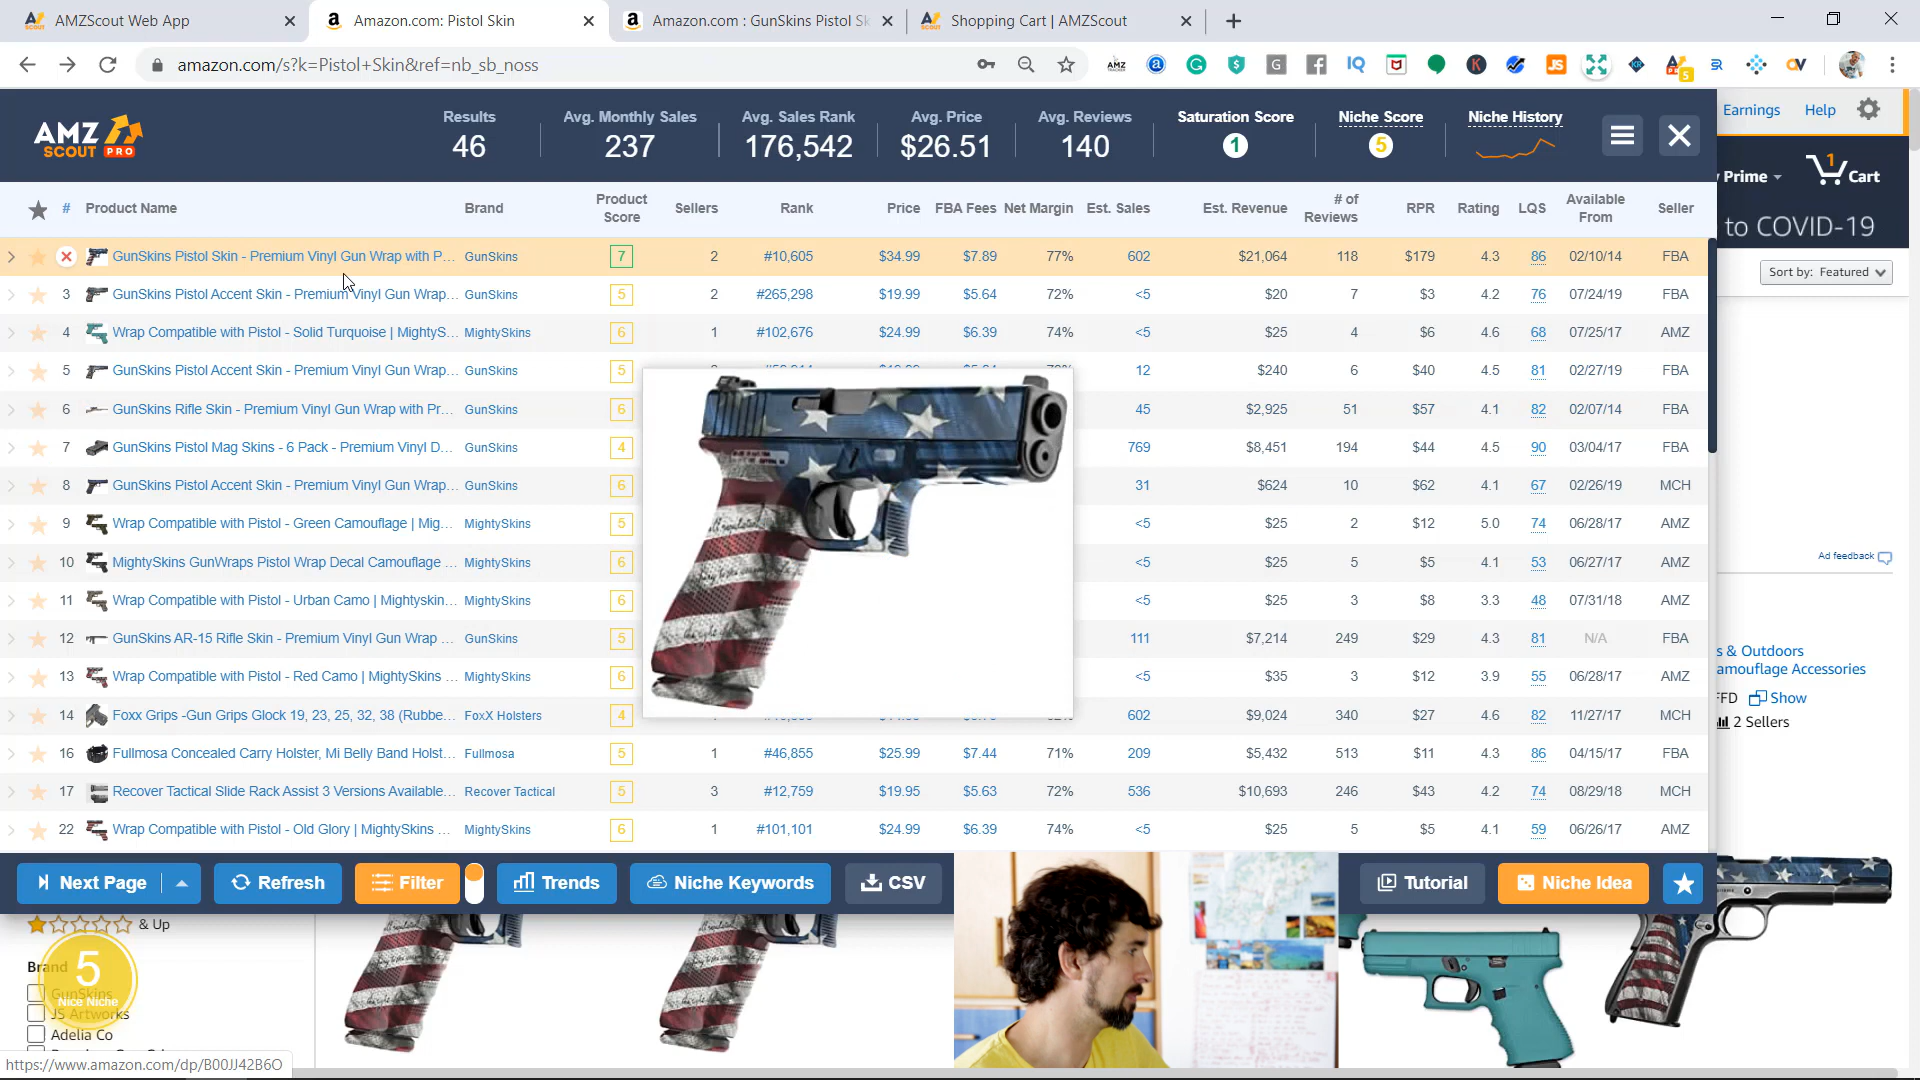 AMZScout Web App
Amazon.com: Pistol Skin
Amazon.com : GunSkins Pistol Sk
Shopping Cart | AMZScout
amazon.com/s?k=Pistol+Skin&ref=nb_sb_noss
Earnings
Help
AMZ
SCOUT PRO
Results
46
Avg. Monthly Sales
237
Avg. Sales Rank
176,542
Avg. Price
$26.51
Avg. Reviews
140
Saturation Score
1
Niche Score
5
Niche History
Prime
1
Cart
to COVID-19
Sort by: Featured
# Product Name Brand Product Score Sellers Rank Price FBA Fees Net Margin Est. Sales Est. Revenue # of Reviews RPR Rating LQS Available From Seller
GunSkins Pistol Skin - Premium Vinyl Gun Wrap with P... GunSkins 7 2 #10,605 $34.99 $7.89 77% 602 $21,064 118 $179 4.3 86 02/10/14 FBA
3 GunSkins Pistol Accent Skin - Premium Vinyl Gun Wrap... GunSkins 5 2 #265,298 $19.99 $5.64 72% <5 $20 7 $3 4.2 76 07/24/19 FBA
4 Wrap Compatible with Pistol - Solid Turquoise | MightyS... MightySkins 6 1 #102,676 $24.99 $6.39 74% <5 $25 4 $6 4.6 68 07/25/17 AMZ
5 GunSkins Pistol Accent Skin - Premium Vinyl Gun Wrap... GunSkins 5 12 $240 6 $40 4.5 81 02/27/19 FBA
6 GunSkins Rifle Skin - Premium Vinyl Gun Wrap with Pr... GunSkins 6 45 $2,925 51 $57 4.1 82 02/07/14 FBA
7 GunSkins Pistol Mag Skins - 6 Pack - Premium Vinyl D... GunSkins 4 769 $8,451 194 $44 4.5 90 03/04/17 FBA
8 GunSkins Pistol Accent Skin - Premium Vinyl Gun Wrap... GunSkins 6 31 $624 10 $62 4.1 67 02/26/19 MCH
9 Wrap Compatible with Pistol - Green Camouflage | Mig... MightySkins 5 <5 $25 2 $12 5.0 74 06/28/17 AMZ
10 MightySkins GunWraps Pistol Wrap Decal Camouflage ... MightySkins 6 <5 $25 5 $5 4.1 53 06/27/17 AMZ
11 Wrap Compatible with Pistol - Urban Camo | Mightyskin... MightySkins 6 <5 $25 3 $8 3.3 48 07/31/18 AMZ
12 GunSkins AR-15 Rifle Skin - Premium Vinyl Gun Wrap ... GunSkins 5 111 $7,214 249 $29 4.3 81 N/A FBA
13 Wrap Compatible with Pistol - Red Camo | MightySkins ... MightySkins 6 <5 $35 3 $12 3.9 55 06/28/17 AMZ
14 Foxx Grips -Gun Grips Glock 19, 23, 25, 32, 38 (Rubbe... FoxX Holsters 4 602 $9,024 340 $27 4.6 82 11/27/17 MCH
16 Fullmosa Concealed Carry Holster, Mi Belly Band Holst... Fullmosa 5 1 #46,855 $25.99 $7.44 71% 209 $5,432 513 $11 4.3 86 04/15/17 FBA
17 Recover Tactical Slide Rack Assist 3 Versions Available... Recover Tactical 5 3 #12,759 $19.95 $5.63 72% 536 $10,693 246 $43 4.2 74 08/29/18 MCH
22 Wrap Compatible with Pistol - Old Glory | MightySkins ... MightySkins 6 1 #101,101 $24.99 $6.39 74% <5 $25 5 $5 4.1 59 06/26/17 AMZ
Ad feedback
s & Outdoors
amouflage Accessories
FFD Show
2 Sellers
Next Page
Refresh
Filter
Trends
Niche Keywords
CSV
Tutorial
Niche Idea
& Up
Brand
5
Nice Niche
GunSkins
JS Artworks
Adelia Co
https://www.amazon.com/dp/B00JJ42B6O